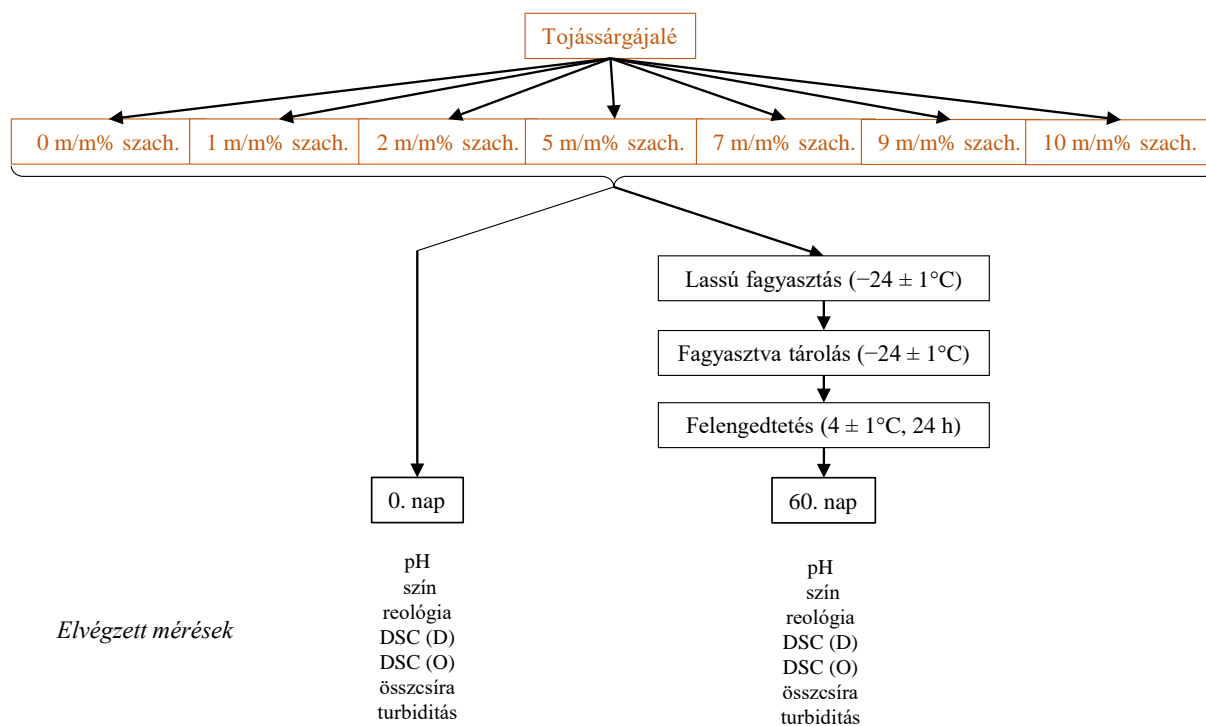 Tojássárgájalé
0 m/m% szach.
1 m/m% szach.
2 m/m% szach.
5 m/m% szach.
7 m/m% szach.
9 m/m% szach.
10 m/m% szach.
Lassú fagyasztás (−24 ± 1°C)
Fagyasztva tárolás (−24 ± 1°C)
Felengedtetés (4 ± 1°C, 24 h)
0. nap
60. nap
Elvégzett mérések
pH
szín
reológia
DSC (D)
DSC (O)
összcsíra
turbiditás
pH
szín
reológia
DSC (D)
DSC (O)
összcsíra
turbiditás